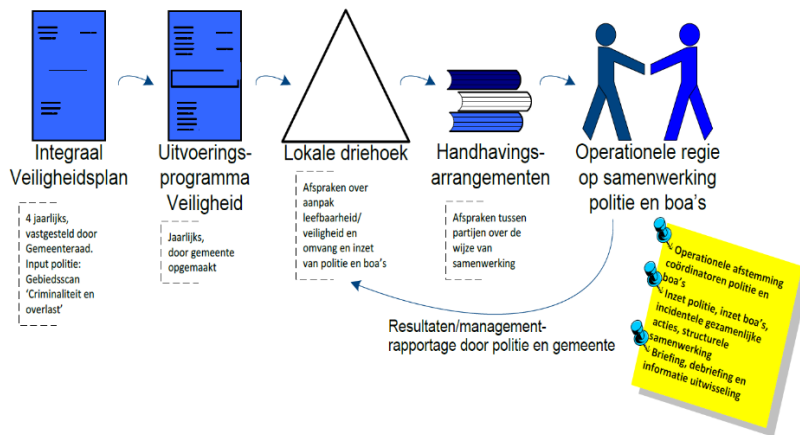 Integraal
Veiligheidsplan
4 jaarlijks,
vastgesteld door
Gemeenteraad.
Input politie:
Gebiedsscan
‘Criminaliteit en
overlast’
Uitvoerings-
programma
Veiligheid
Jaarlijks,
door gemeente
opgemaakt
Lokale driehoek
Afspraken over
aanpak
leefbaarheid/
veiligheid en
omvang en inzet
van politie en boa’s
Handhavings-
arrangementen
Afspraken tussen
partijen over de
wijze van
samenwerking
Operationele regie
op samenwerking
politie en boa’s
Operationele afstemming
coördinatoren politie en
boa’s
Inzet politie, inzet boa’s,
incidentele gezamenlijke
acties, structurele
samenwerking
Briefing, debriefing en
informatie uitwisseling
Resultaten/management-
rapportage door politie en gemeente